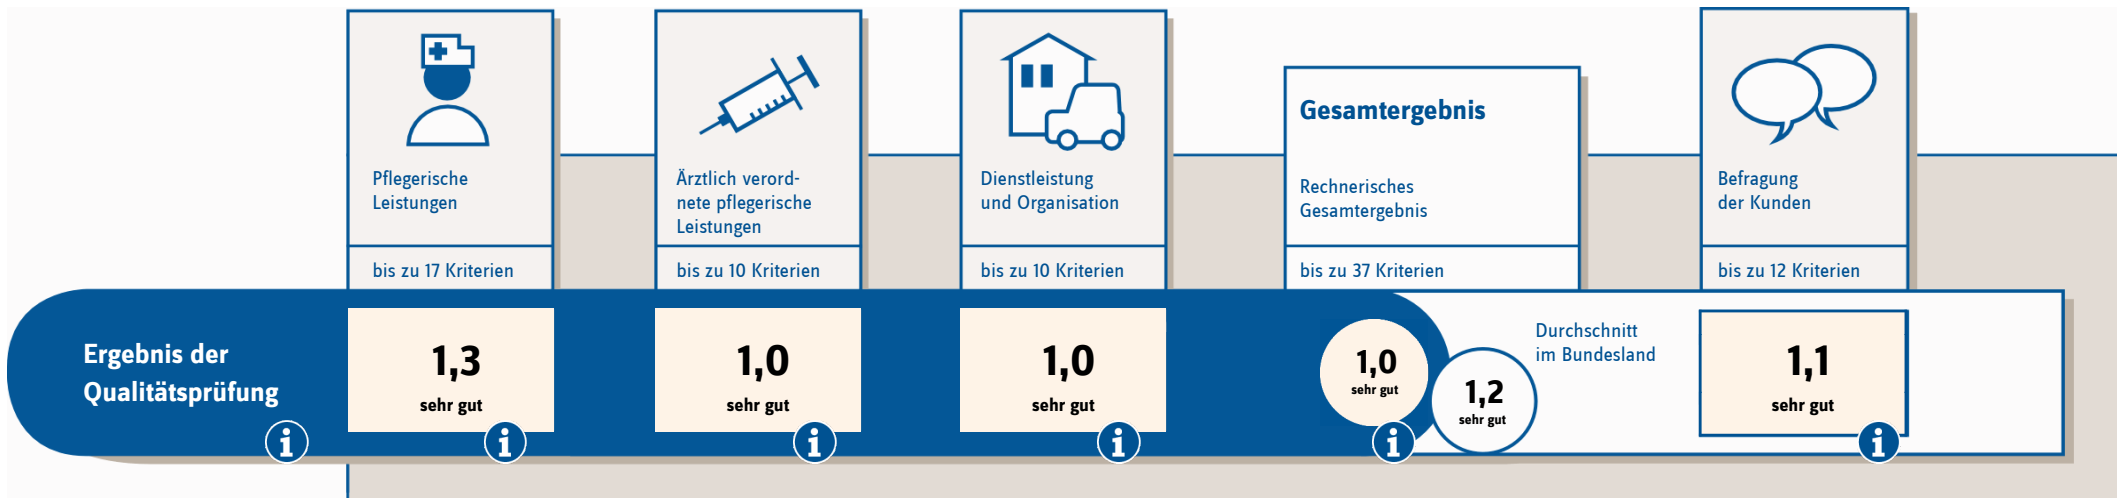 Pflegerische
Leistungen
bis zu 17 Kriterien
Ärztlich verord-
nete pflegerische
Leistungen
bis zu 10 Kriterien
Dienstleistung
und Organisation
bis zu 10 Kriterien
Gesamtergebnis
Rechnerisches
Gesamtergebnis
bis zu 37 Kriterien
Befragung
der Kunden
bis zu 12 Kriterien
Ergebnis der
Qualitätsprüfung
i
1,3
sehr gut
i
1,0
sehr gut
i
1,0
sehr gut
i
1,0
sehr gut
i
1,2
sehr gut
Durchschnitt
im Bundesland
1,1
sehr gut
i